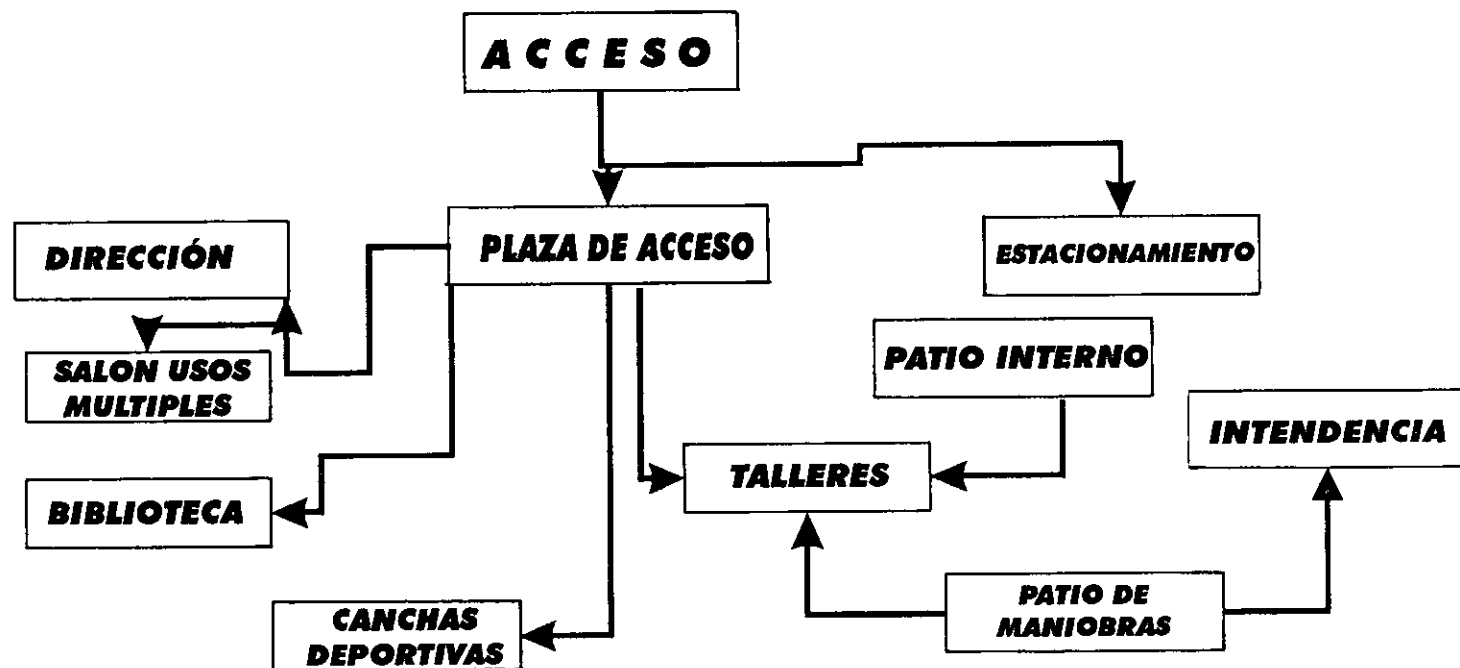 ACCESO
PLAZA DE ACCESO
DIRECCIÓN
ESTACIONAMIENTO
SALON USOS
MULTIPLES
PATIO INTERNO
INTENDENCIA
TALLERES
BIBLIOTECA
PATIO DE
MANIOBRAS
CANCHAS
DEPORTIVAS